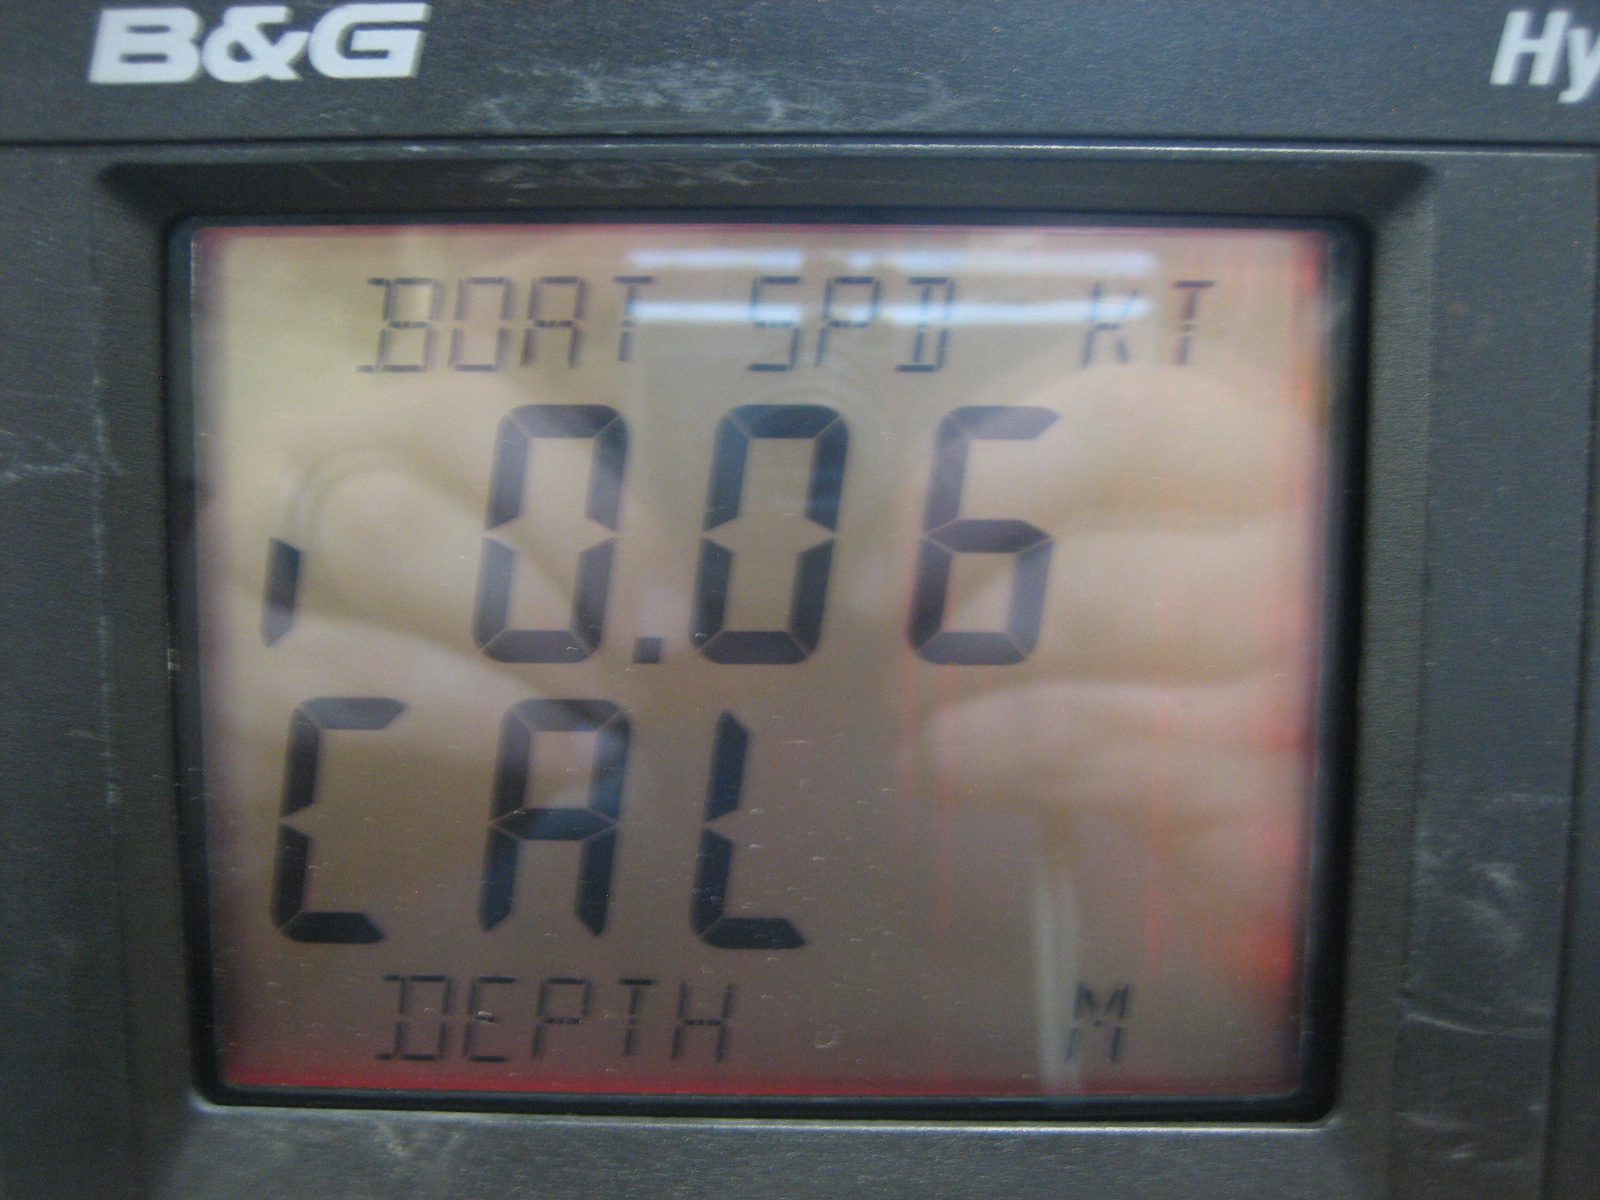 B&G Hy
BOAT SPD KT
0.06
CAL
DEPTH M